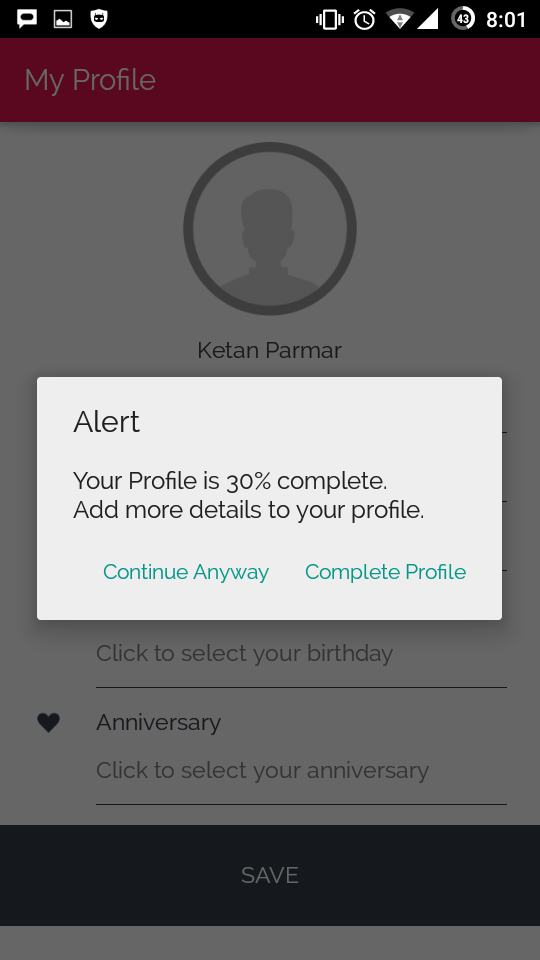 43 8:01
My Profile
Ketan Parmar
Alert
Your Profile is 30% complete.
Add more details to your profile.
Continue Anyway Complete Profile
Click to select your birthday
Anniversary
Click to select your anniversary
SAVE